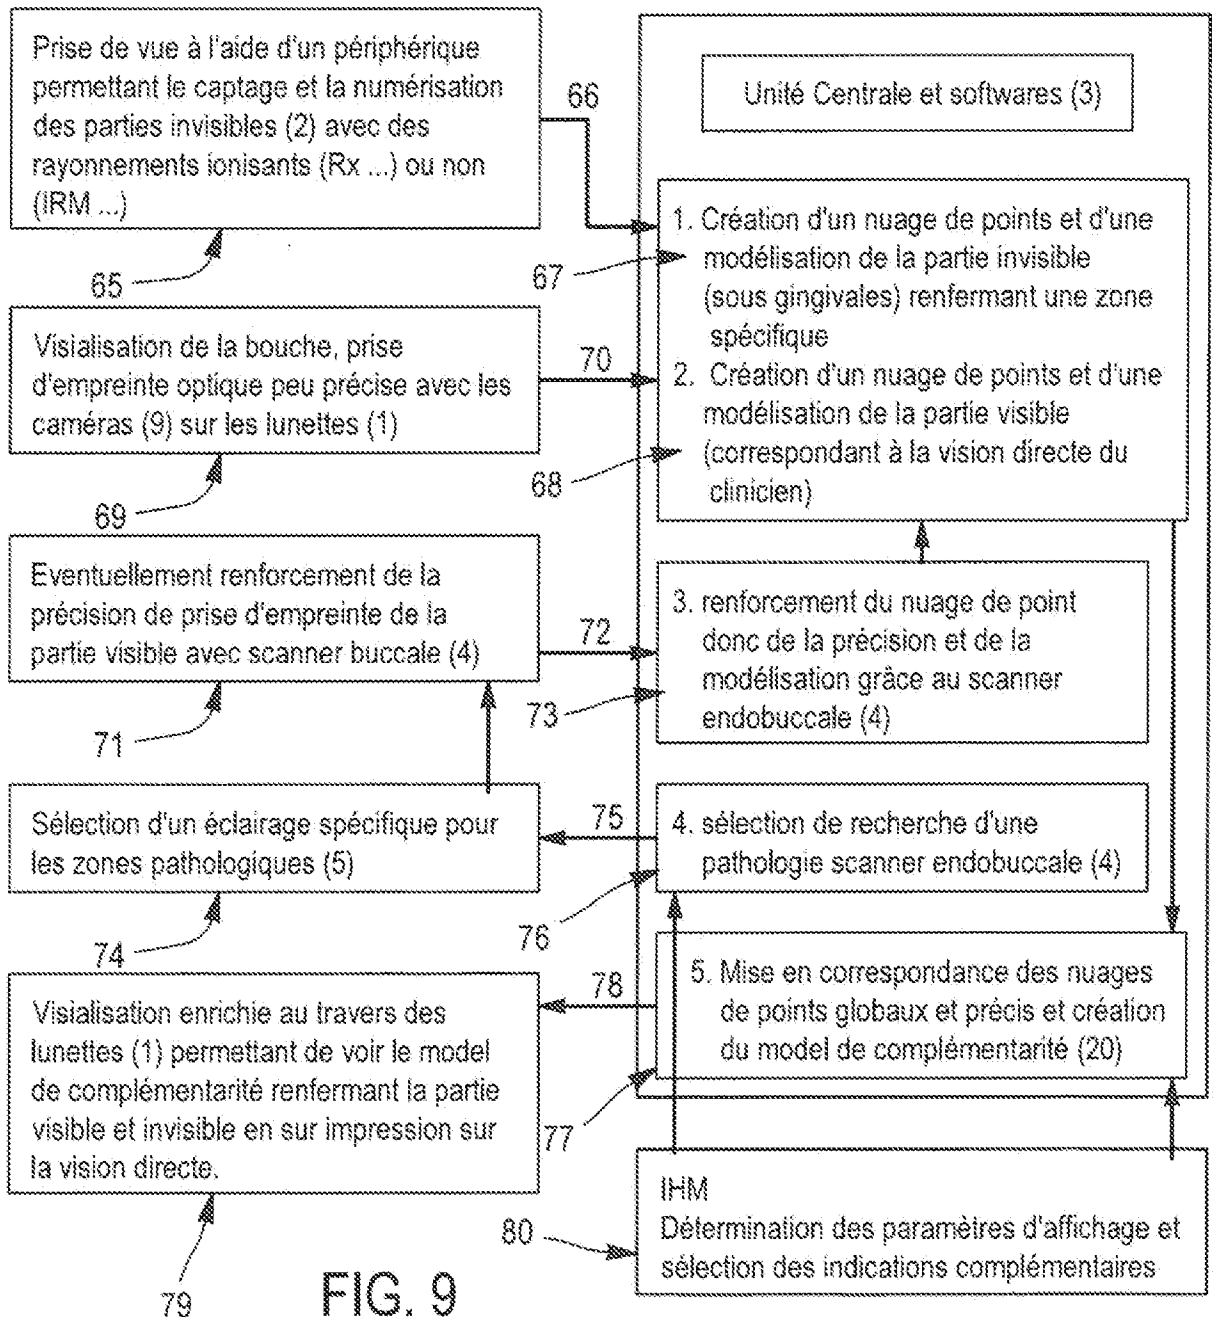 Prise de vue à l'aide d'un périphérique
permettant le captage et la numérisation
des parties invisibles (2) avec des
rayonnements ionisants (Rx ...) ou non
(IRM ...)
65
66
Visialisation de la bouche, prise
d'empreinte optique peu précise avec les
caméras (9) sur les lunettes (1)
69
70
Eventuellement renforcement de la
précision de prise d'empreinte de la
partie visible avec scanner buccale (4)
71
72
Sélection d'un éclairage spécifique pour
les zones pathologiques (5)
74
75
Visialisation enrichie au travers des
lunettes (1) permettant de voir le model
de complémentarité renfermant la partie
visible et invisible en sur impression sur
la vision directe.
78
79
Unité Centrale et softwares (3)
1. Création d'un nuage de points et d'une
modélisation de la partie invisible
(sous gingivales) renfermant une zone
spécifique
67
2. Création d'un nuage de points et d'une
modélisation de la partie visible
(correspondant à la vision directe du
clinicien)
68
3. renforcement du nuage de point
donc de la précision et de la
modélisation grâce au scanner
endobuccale (4)
73
4. sélection de recherche d'une
pathologie scanner endobuccale (4)
76
5. Mise en correspondance des nuages
de points globaux et précis et création
du model de complémentarité (20)
77
IHM
Détermination des paramètres d'affichage et
sélection des indications complémentaires
80
FIG. 9